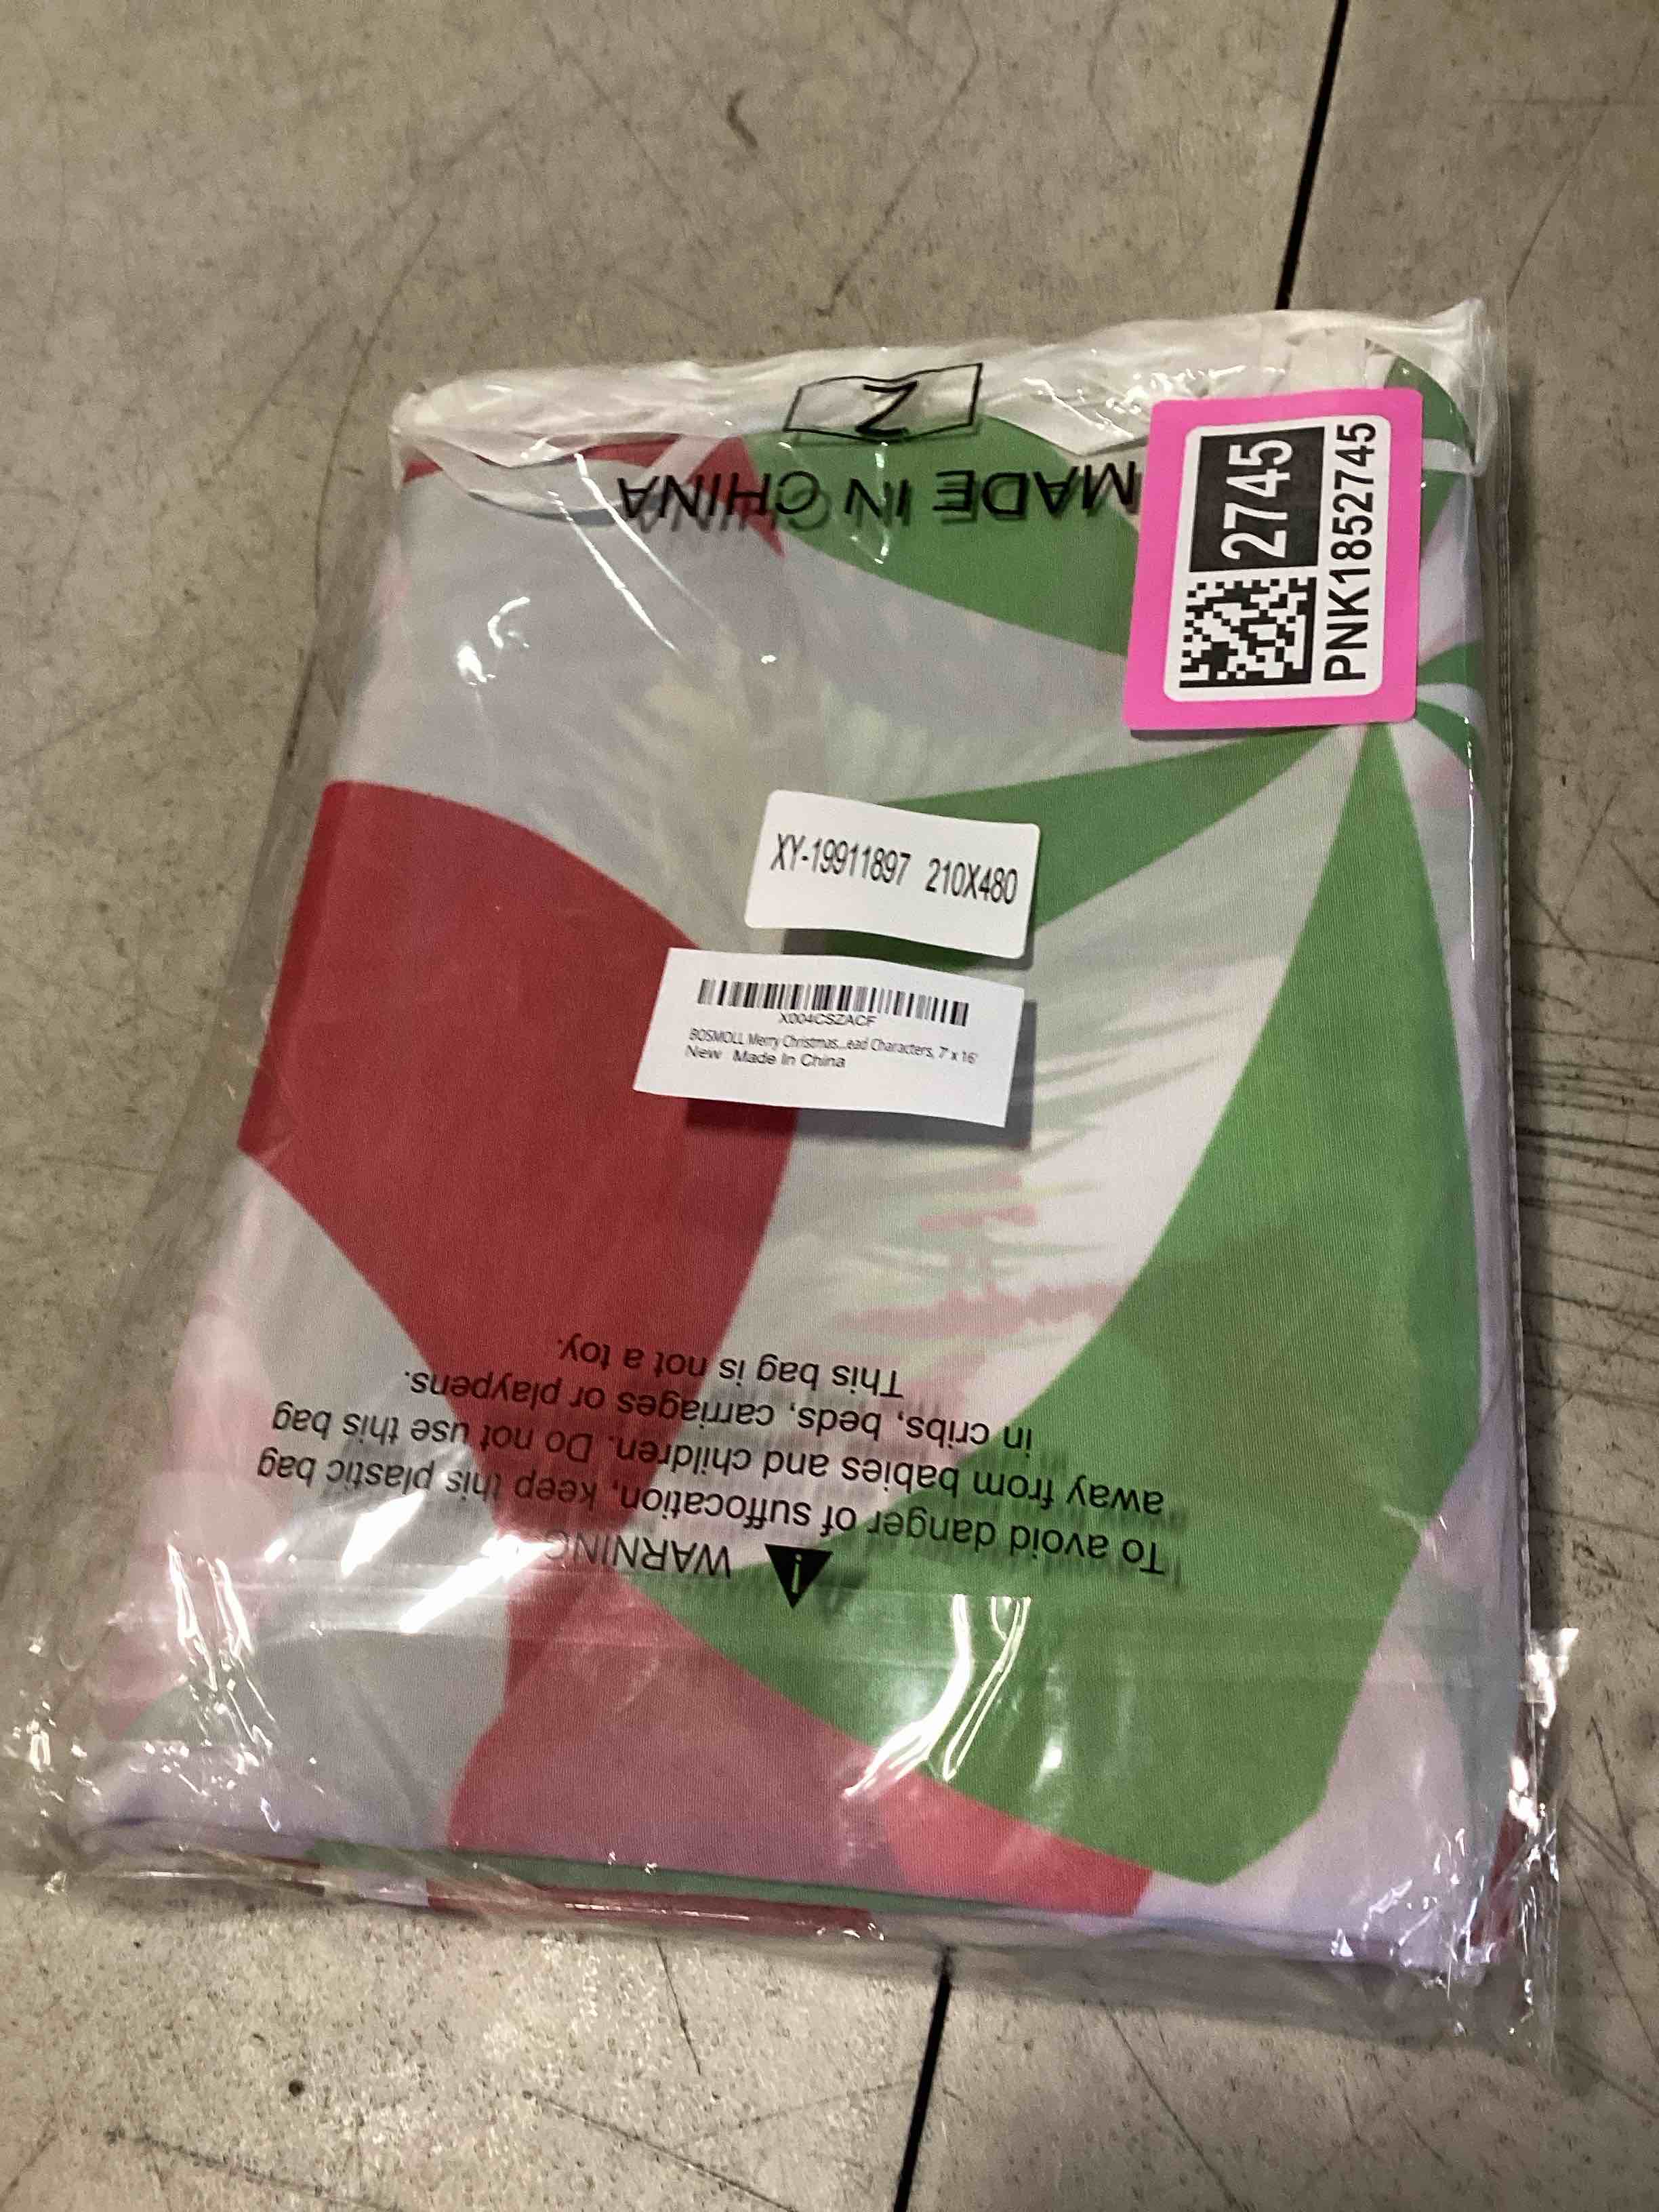 Z
MADE IN CHINA
2745
PNK1852745
XY-19911897 210X480
X004CSZACF
BOSMOLL Merry Christmas...ead Characters, 7' x 16'
New Made In China
WARNING
To avoid danger of suffocation, keep this plastic bag
away from babies and children. Do not use this bag
in cribs, beds, carriages or playpens.
This bag is not a toy.